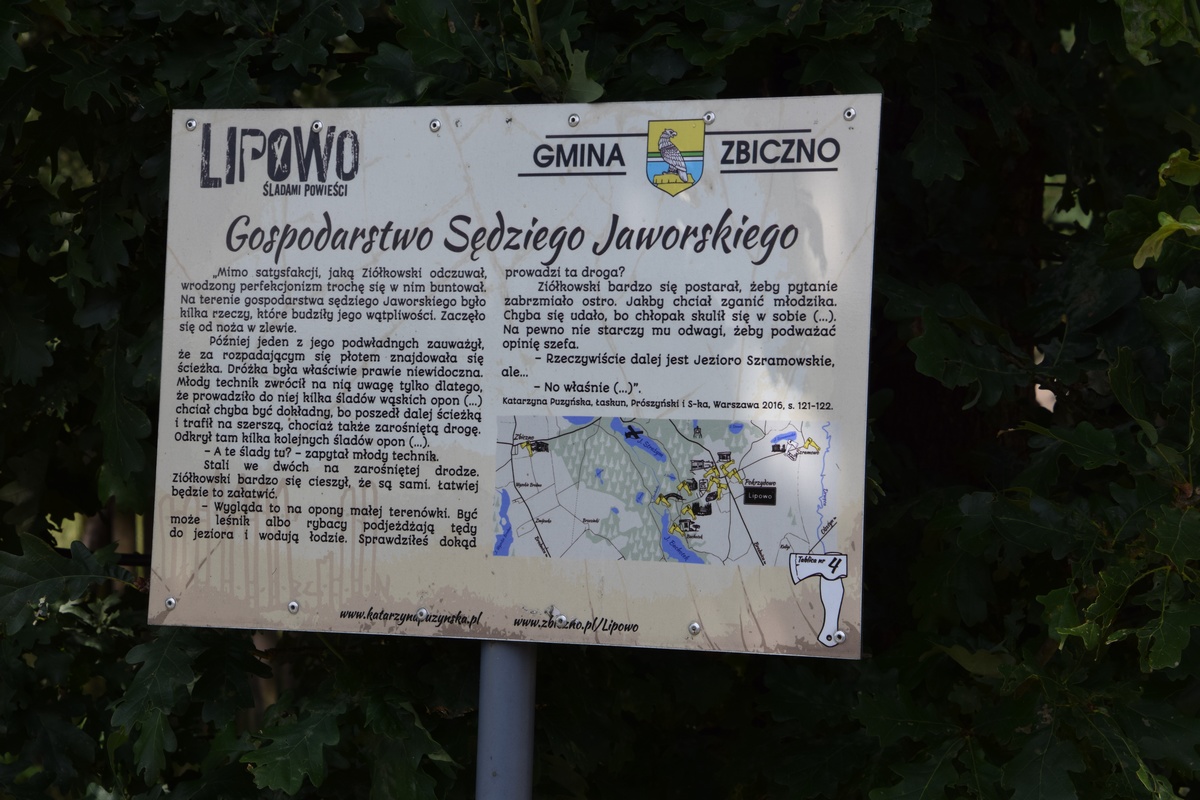 LIPOWO
ŚLADAMI POWIEŚCI
GMINA ZBICZNO
Gospodarstwo Sędziego Jaworskiego
„Mimo satysfakcji, jaką Ziółkowski odczuwał,
wrodzony perfekcjonizm trochę się w nim buntował.
Na terenie gospodarstwa sędziego Jaworskiego było
kilka rzeczy, które budziły jego wątpliwości. Zaczęło
się od noża w zlewie.
Później jeden z jego podwładnych zauważył,
że za rozpadającym się płotem znajdowała się
ścieżka. Dróżka była właściwie prawie niewidoczna.
Młody technik zwrócił na nią uwagę tylko dlatego,
że prowadziło do niej kilka śladów wąskich opon (...)
chciał chyba być dokładny, bo poszedł dalej ścieżką
i trafił na szerszą, chociaż także zarośniętą drogę.
Odkrył tam kilka kolejnych śladów opon (...).
– A te ślady tu? – zapytał młody technik.
Stali we dwóch na zarośniętej drodze.
Ziółkowski bardzo się cieszył, że są sami. Łatwiej
będzie to załatwić.
– Wygląda to na opony małej terenówki. Być
może leśnik albo rybacy podjeżdżają tędy
do jeziora i wodują łodzie. Sprawdziłeś dokąd
prowadzi ta droga?
Ziółkowski bardzo się postarał, żeby pytanie
zabrzmiało ostro. Jakby chciał zganić młodzika.
Chyba się udało, bo chłopak skulił się w sobie (...).
Na pewno nie starczy mu odwagi, żeby podważać
opinię szefa.
– Rzeczywiście dalej jest Jezioro Szramowskie,
ale...
– No właśnie (...)”.
Katarzyna Puzyńska, Łaskun, Prószyński i S-ka, Warszawa 2016, s. 121-122.
Zbiczno
Pokrzydowo
Lipowo
Tablica nr 4
www.katarzynapuzynska.pl
www.zbiczno.pl/Lipowo